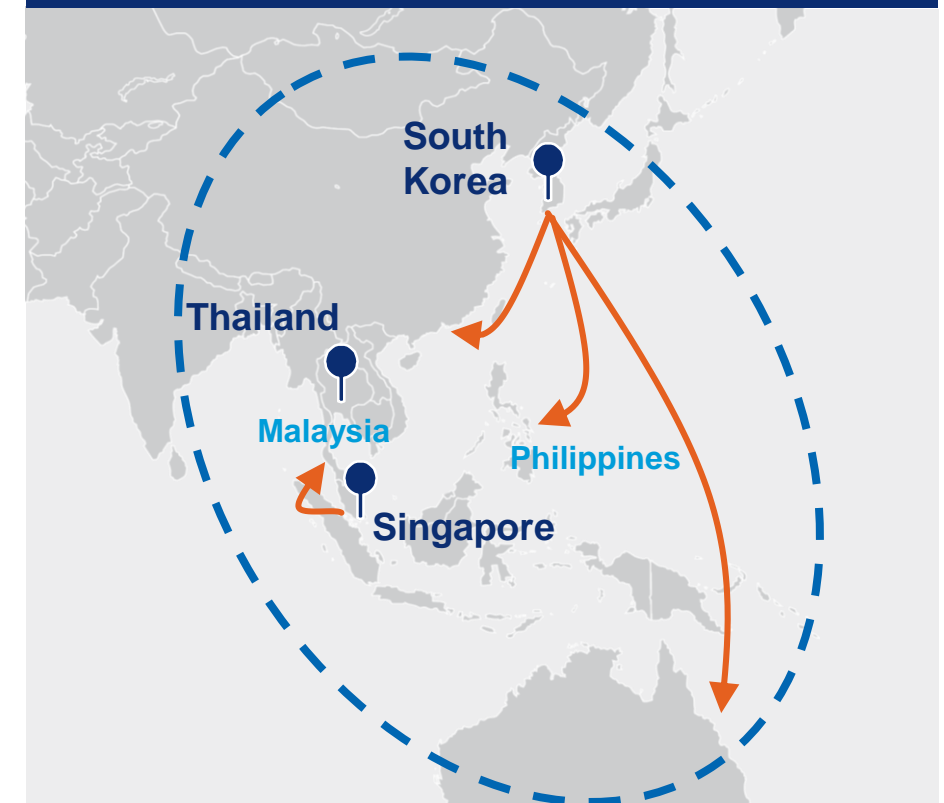 South
Korea
Thailand
Malaysia
Philippines
Singapore